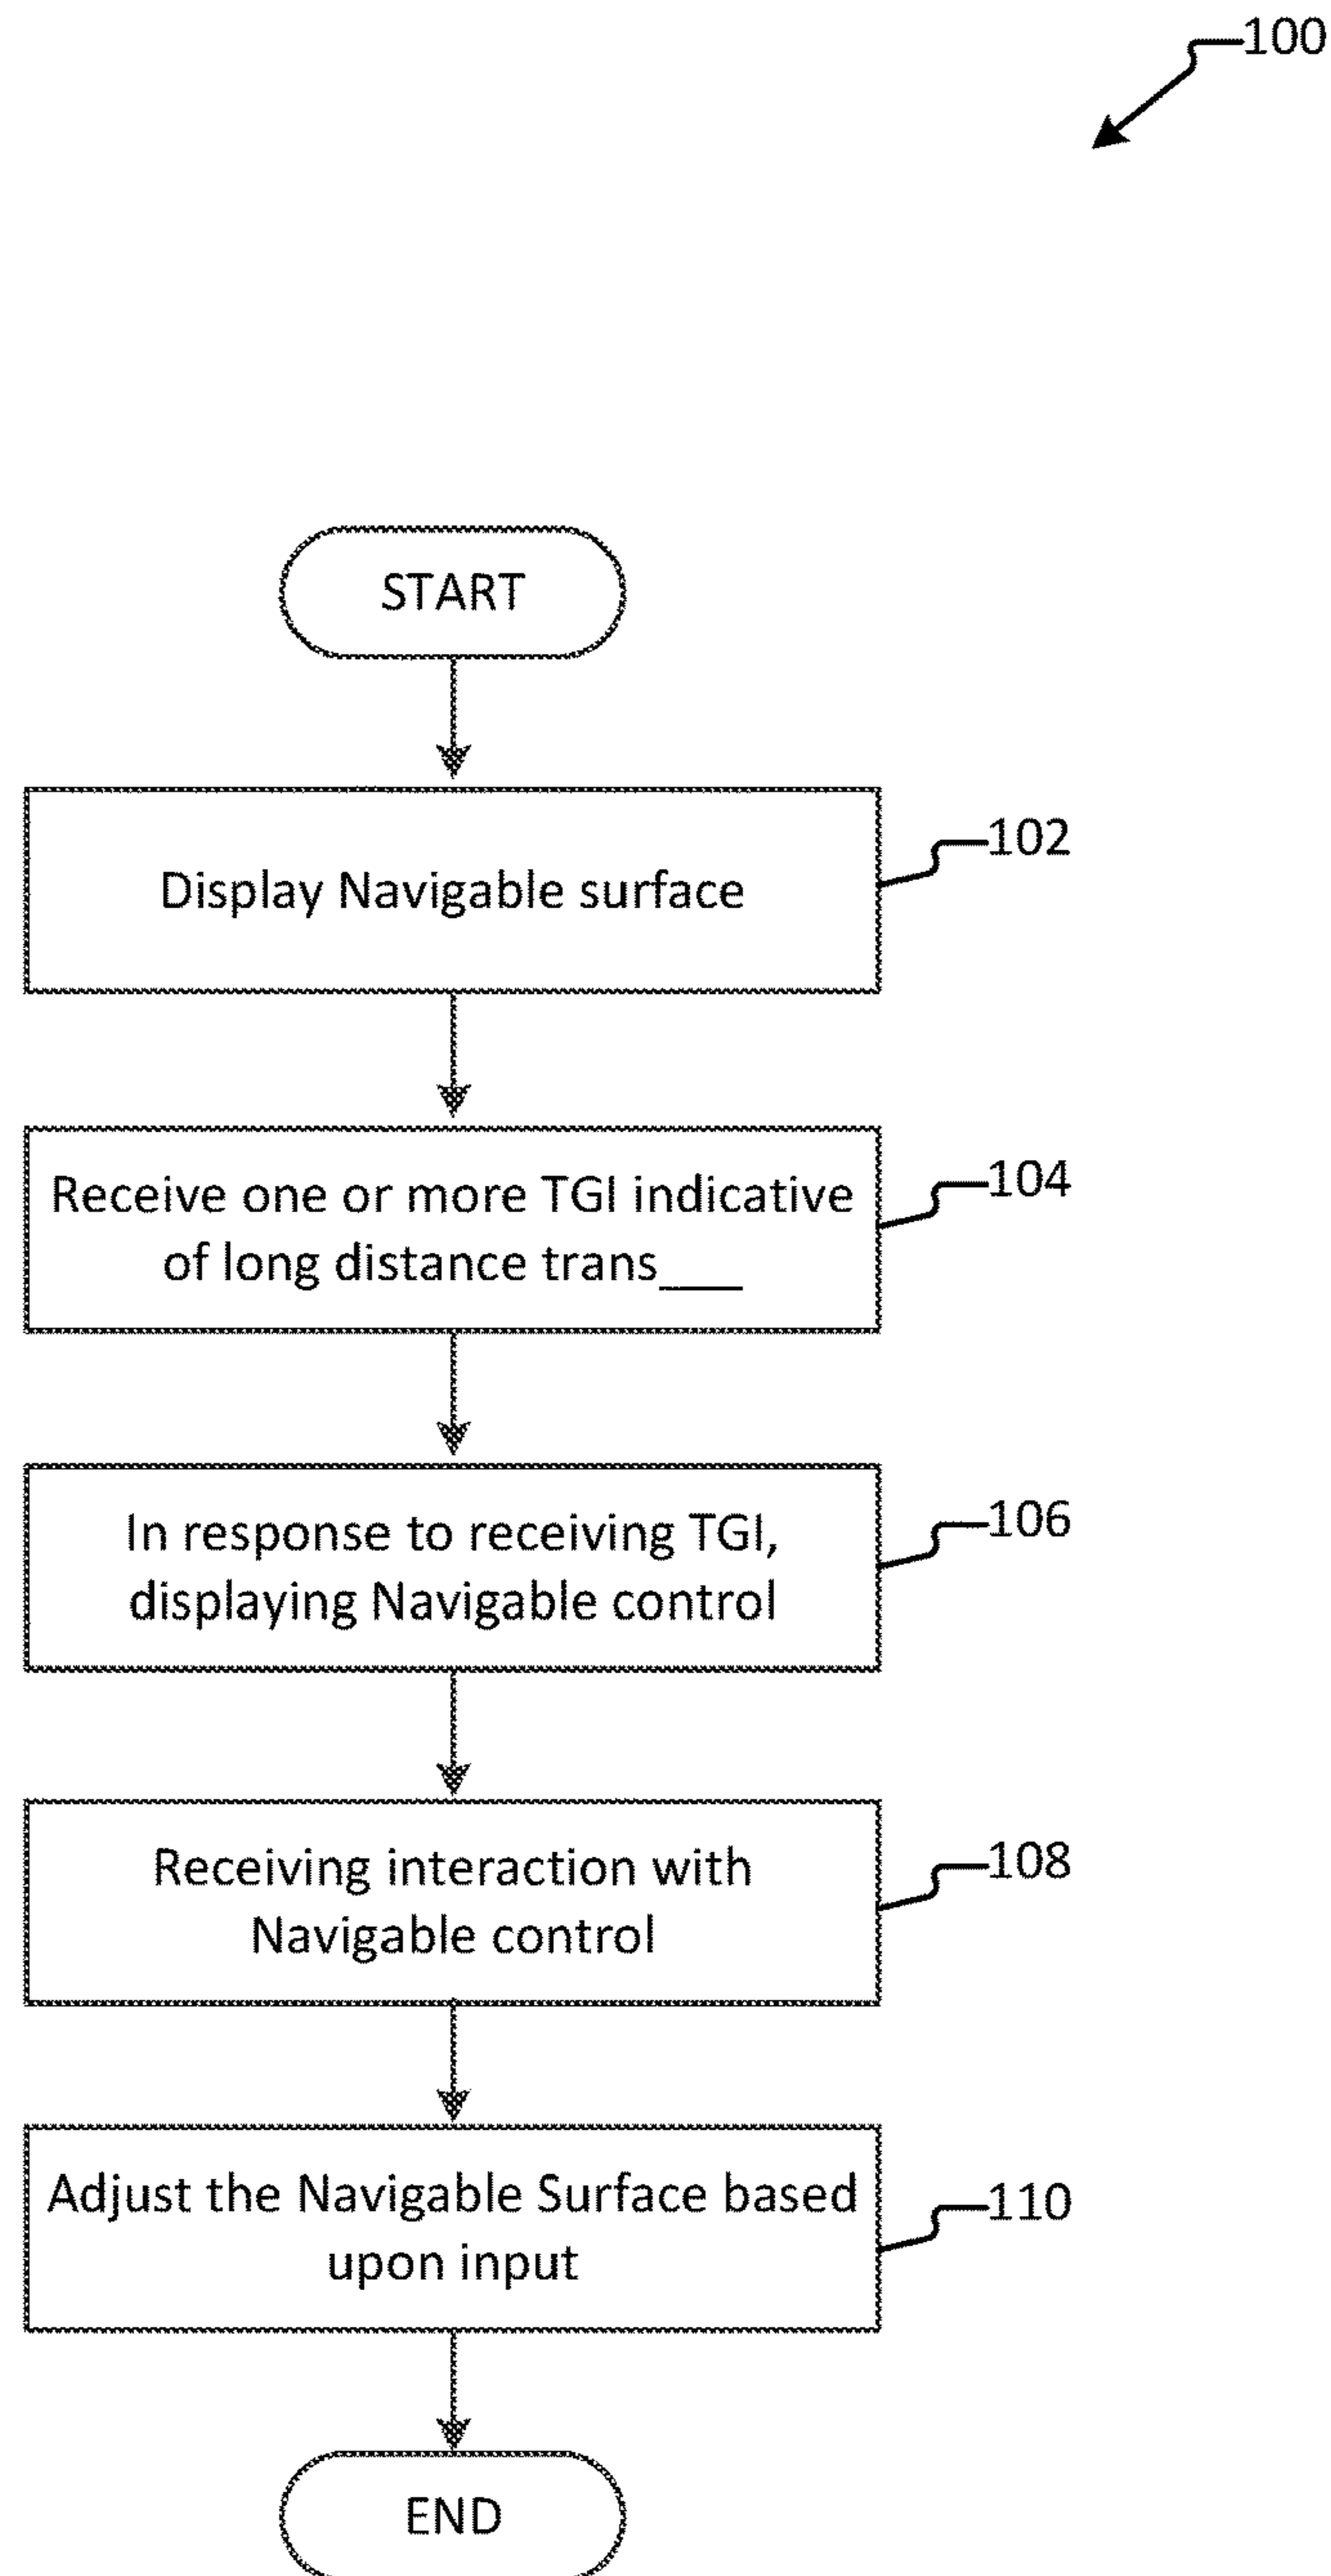 100
START
Display Navigable surface
102
Receive one or more TGI indicative
of long distance trans___
104
In response to receiving TGI,
displaying Navigable control
106
Receiving interaction with
Navigable control
108
Adjust the Navigable Surface based
upon input
110
END